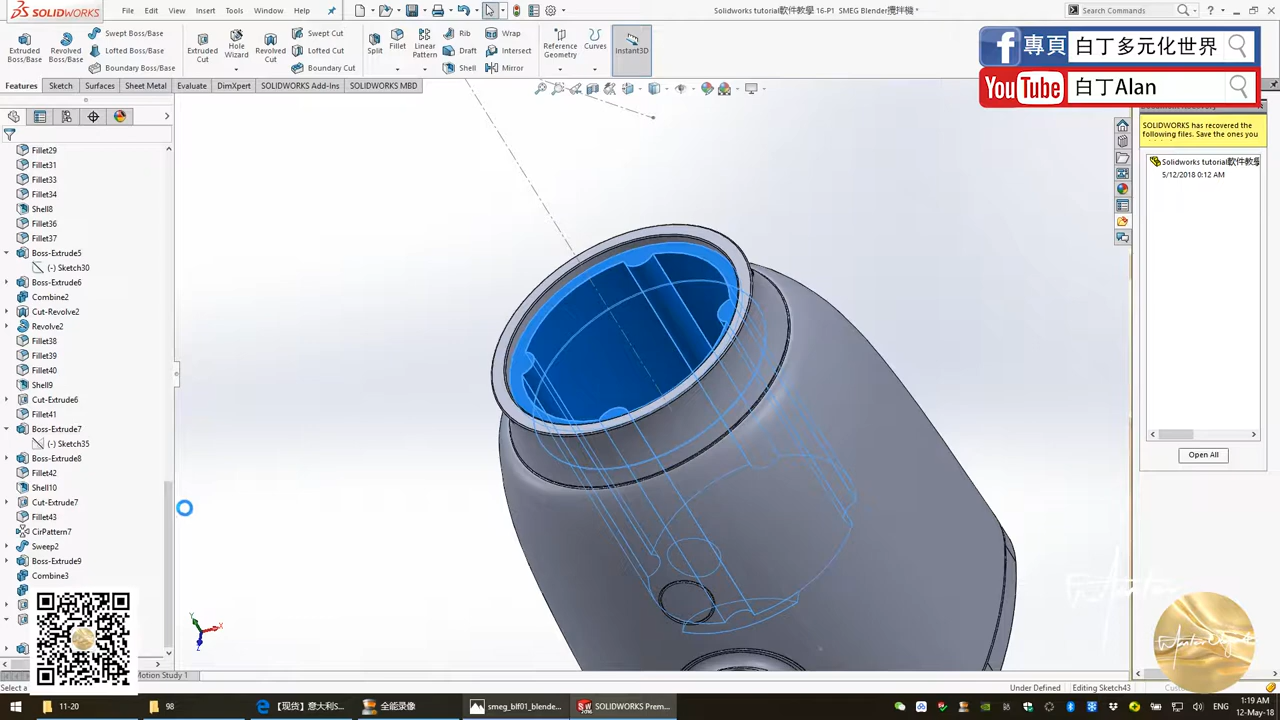 SOLIDWORKS
File
Edit
View
Insert
Tools
Window
Help
Solidworks tutorial軟件教學 16-P1 SMEG Blender攪拌機 *
Search Commands
Extruded Boss/Base
Revolved Boss/Base
Swept Boss/Base
Lofted Boss/Base
Boundary Boss/Base
Extruded Cut
Hole Wizard
Revolved Cut
Swept Cut
Lofted Cut
Boundary Cut
Split
Fillet
Linear Pattern
Rib
Draft
Shell
Wrap
Intersect
Mirror
Reference Geometry
Curves
Instant3D
專頁 白丁多元化世界
YouTube 白丁Alan
Features
Sketch
Surfaces
Sheet Metal
Evaluate
DimXpert
SOLIDWORKS Add-Ins
SOLIDWORKS MBD
SOLIDWORKS has recovered the
following files. Save the ones you
Solidworks tutorial軟件教學
5/12/2018 0:12 AM
Open All
Fillet29
Fillet31
Fillet33
Fillet34
Shell8
Fillet36
Fillet37
Boss-Extrude5
(-) Sketch30
Boss-Extrude6
Combine2
Cut-Revolve2
Revolve2
Fillet38
Fillet39
Fillet40
Shell9
Cut-Extrude6
Fillet41
Boss-Extrude7
(-) Sketch35
Boss-Extrude8
Fillet42
Shell10
Cut-Extrude7
Fillet43
CirPattern7
Sweep2
Boss-Extrude9
Combine3
Y
X
Z
Motion Study 1
Select a
Under Defined
Editing Sketch43
11-20
98
【现货】意大利S...
全能录像
smeg_blf01_blende...
SOLIDWORKS Prem...
ENG
1:19 AM
12-May-18